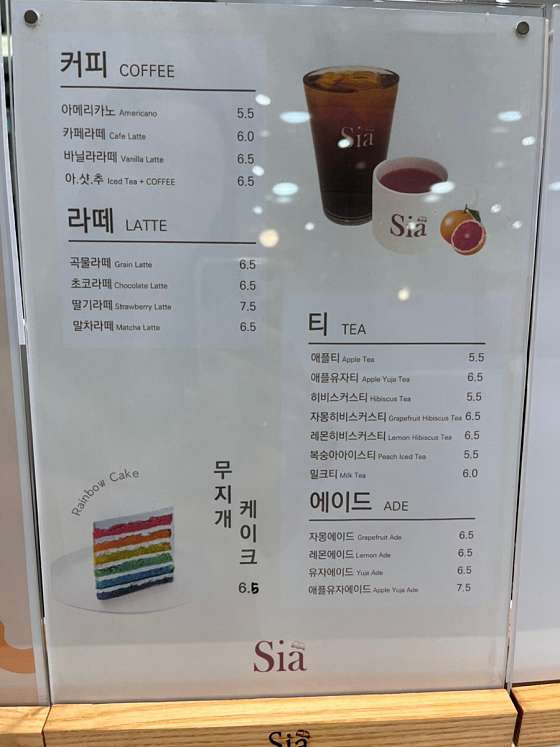 커피 COFFEE
아메리카노 Americano 5.5
카페라떼 Cafe Latte 6.0
바닐라라떼 Vanilla Latte 6.5
아.샷.추 Iced Tea + COFFEE 6.5
라떼 LATTE
곡물라떼 Grain Latte 6.5
초코라떼 Chocolate Latte 6.5
딸기라떼 Strawberry Latte 7.5
말차라떼 Matcha Latte 6.5
Sia
Sia
티 TEA
애플티 Apple Tea 5.5
애플유자티 Apple Yuja Tea 6.5
히비스커스티 Hibiscus Tea 5.5
자몽히비스커스티 Grapefruit Hibiscus Tea 6.5
레몬히비스커스티 Lemon Hibiscus Tea 6.5
복숭아아이스티 Peach Iced Tea 5.5
밀크티 Milk Tea 6.0
에이드 ADE
자몽에이드 Grapefruit Ade 6.5
레몬에이드 Lemon Ade 6.5
유자에이드 Yuja Ade 6.5
애플유자에이드 Apple Yuja Ade 7.5
Rainbow Cake
무지개
케이크
6.5
Sia
Sia